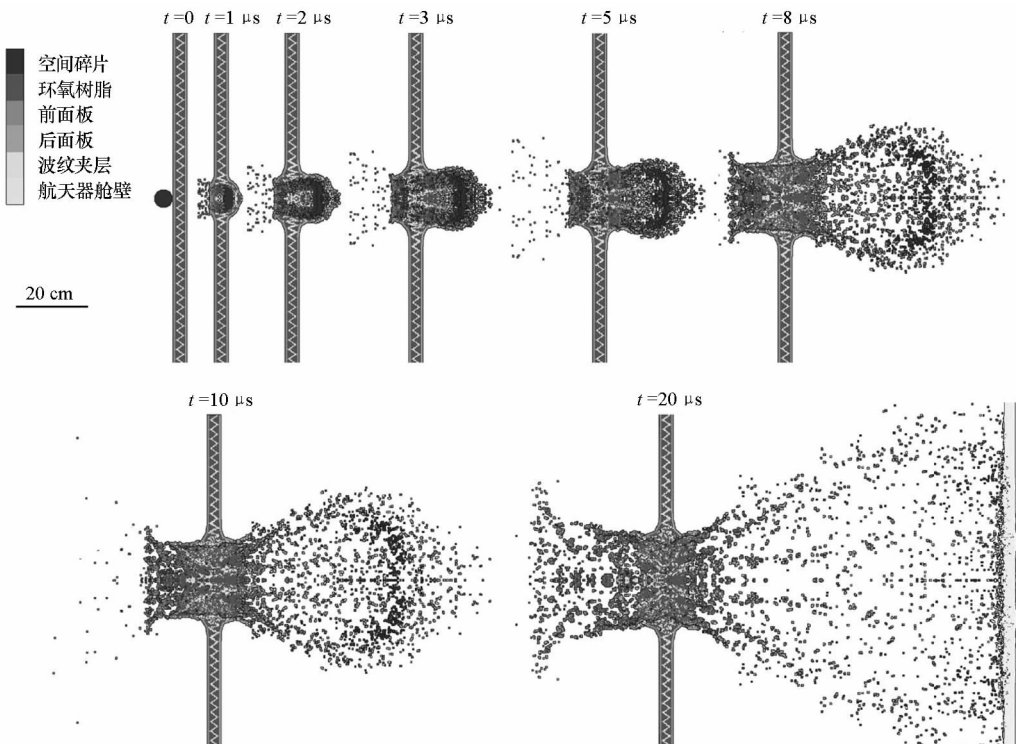 t=0 t=1 μs t=2 μs t=3 μs t=5 μs t=8 μs
空间碎片
环氧树脂
前面板
后面板
波纹夹层
航天器舱壁
20 cm
t=10 μs t=20 μs